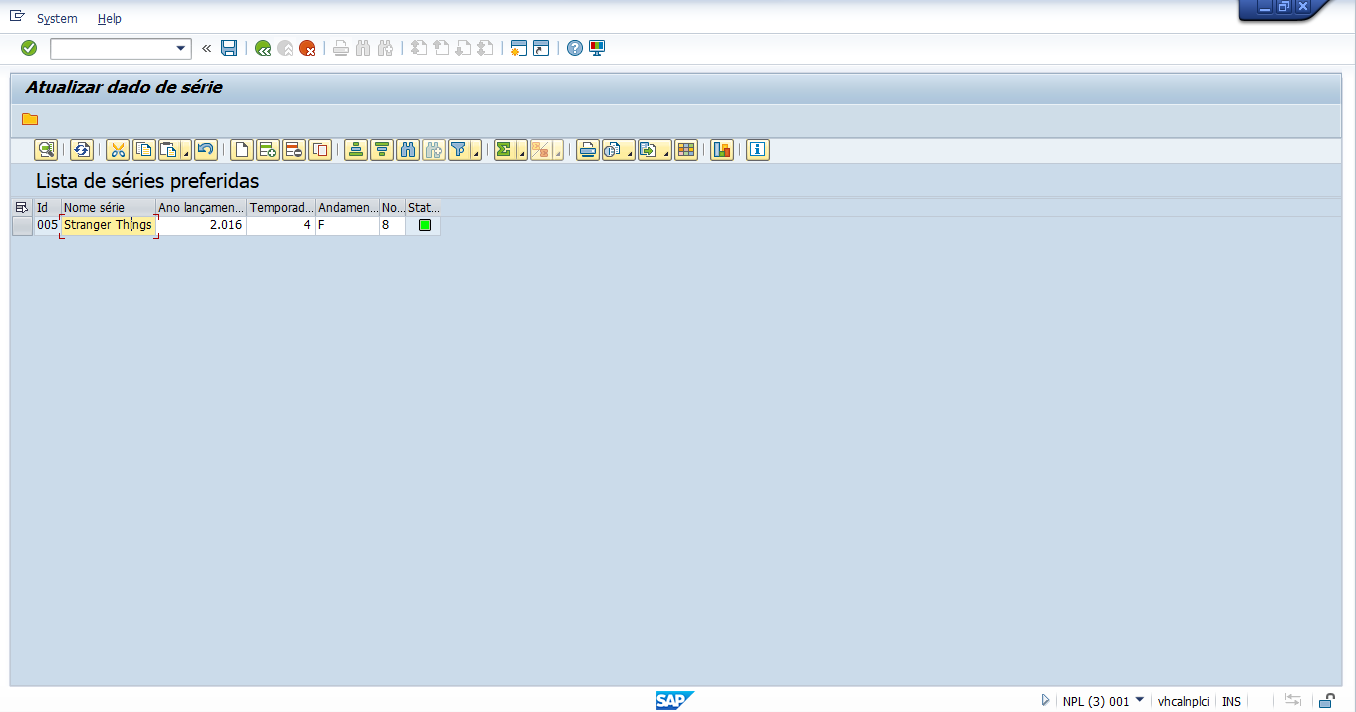 System Help
Atualizar dado de série
Lista de séries preferidas
Id Nome série Ano lançamen... Temporad... Andamen... No... Stat...
005 Stranger Things 2.016 4 F 8
SAP NPL (3) 001 vhcalnplci INS